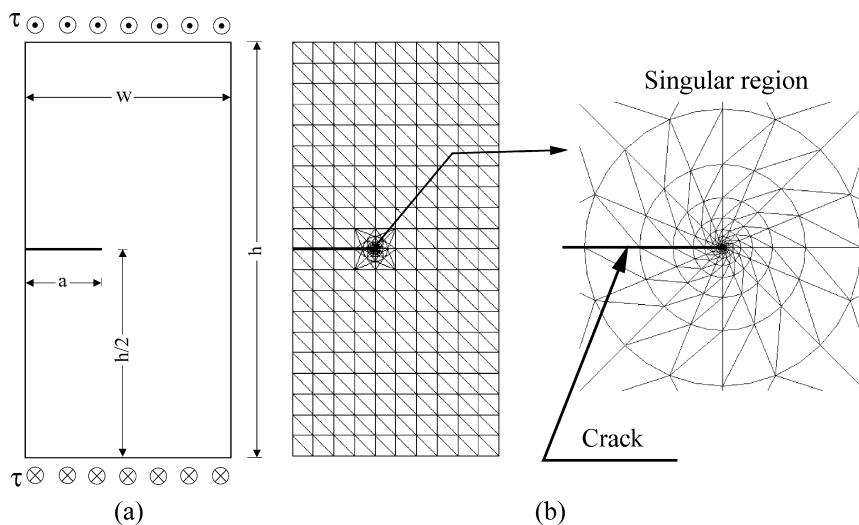 τ
w
a
h/2
h
τ
(a)
Singular region
Crack
(b)